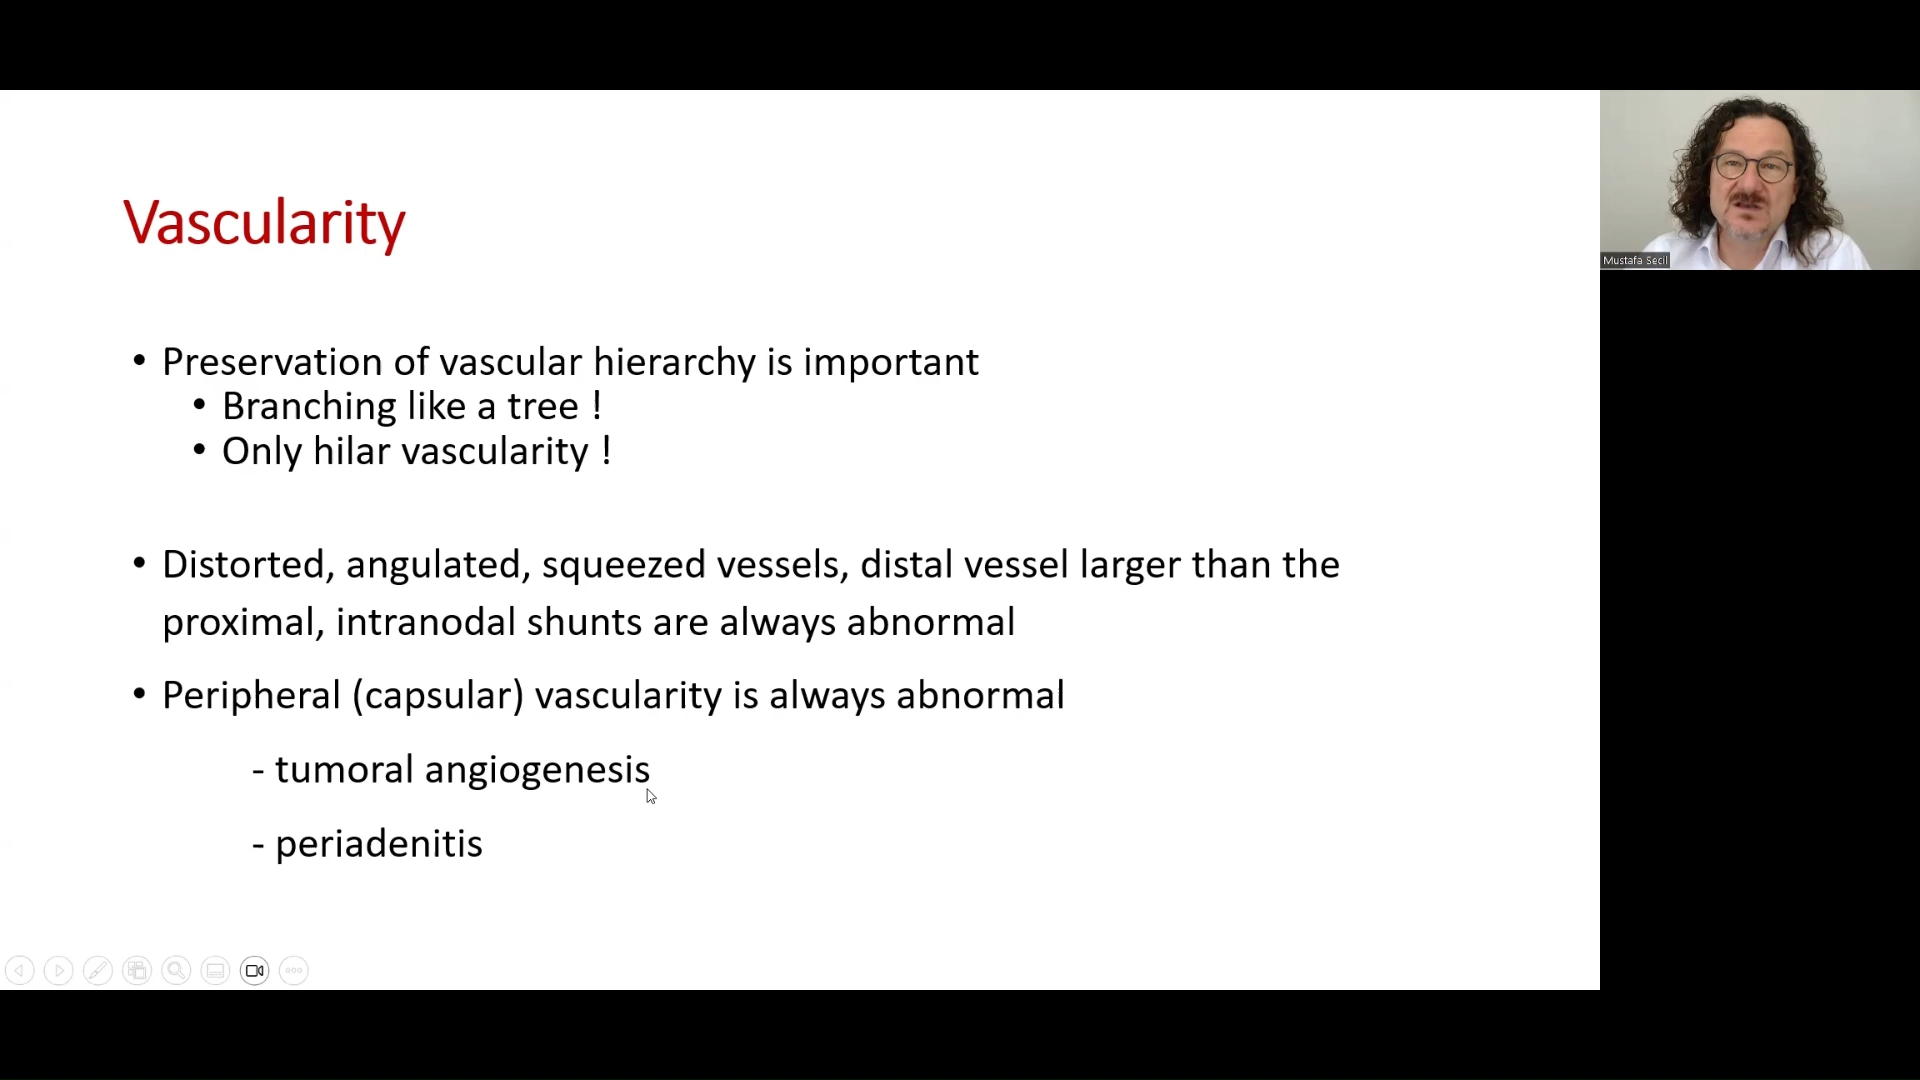 Vascularity
• Preservation of vascular hierarchy is important
• Branching like a tree !
• Only hilar vascularity !
• Distorted, angulated, squeezed vessels, distal vessel larger than the
proximal, intranodal shunts are always abnormal
• Peripheral (capsular) vascularity is always abnormal
- tumoral angiogenesis
- periadenitis
Mustafa Secil